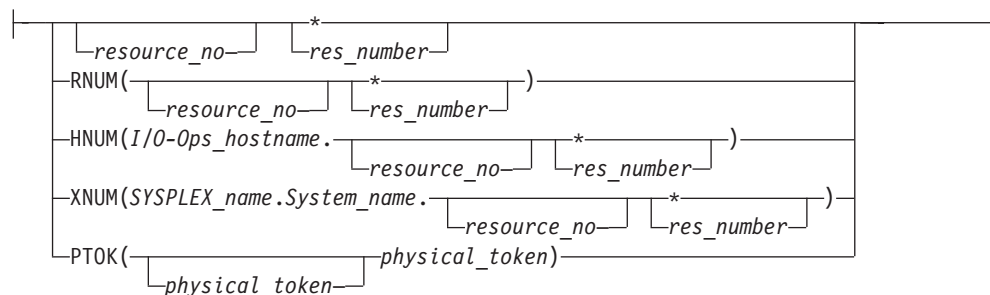 *
resource_no– res_number
RNUM( * )
resource_no– res_number
HNUM(I/O-Ops_hostname. * )
resource_no– res_number
XNUM(SYSPLEX_name.System_name. * )
resource_no– res_number
PTOK( physical_token)
physical_token–